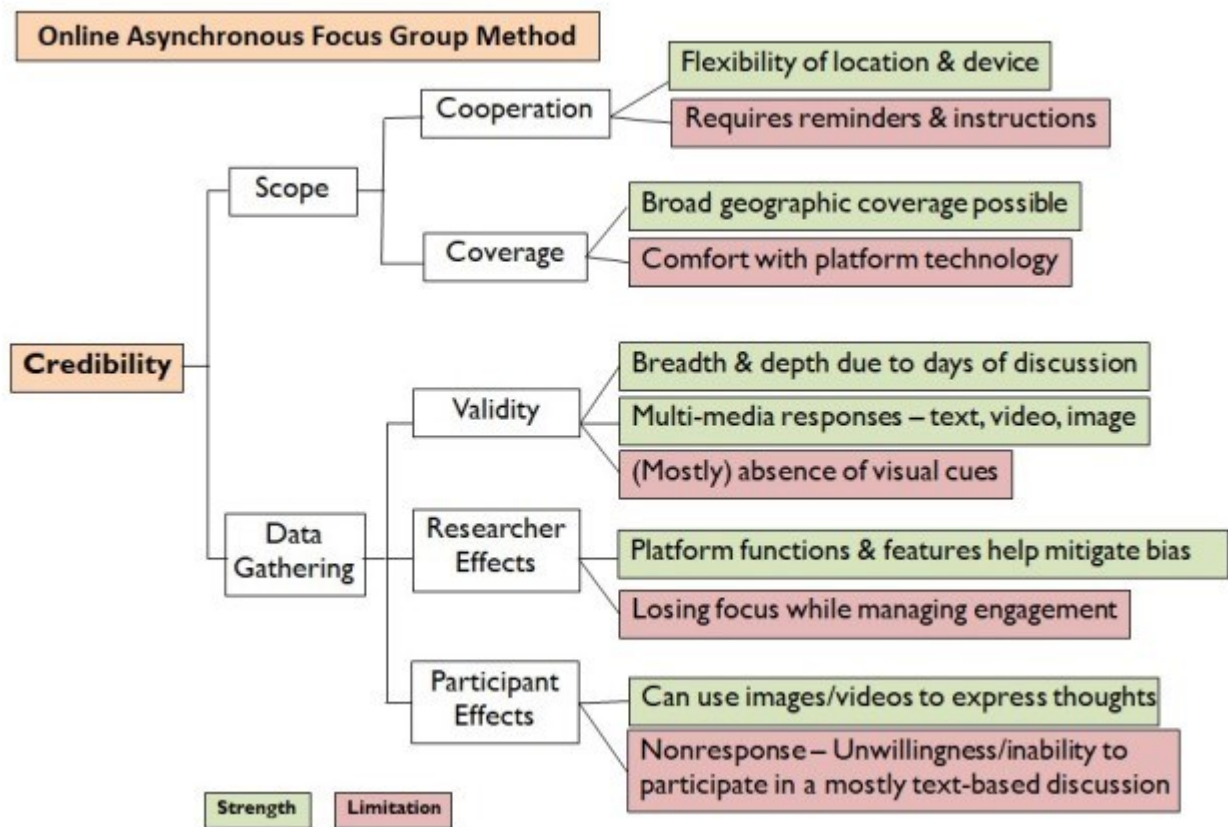 Online Asynchronous Focus Group Method
Flexibility of location & device
Cooperation
Requires reminders & instructions
Scope
Broad geographic coverage possible
Coverage
Comfort with platform technology
Credibility
Breadth & depth due to days of discussion
Validity
Multi-media responses – text, video, image
(Mostly) absence of visual cues
Data
Gathering
Researcher
Effects
Platform functions & features help mitigate bias
Losing focus while managing engagement
Participant
Effects
Can use images/videos to express thoughts
Nonresponse – Unwillingness/inability to
participate in a mostly text-based discussion
Strength
Limitation